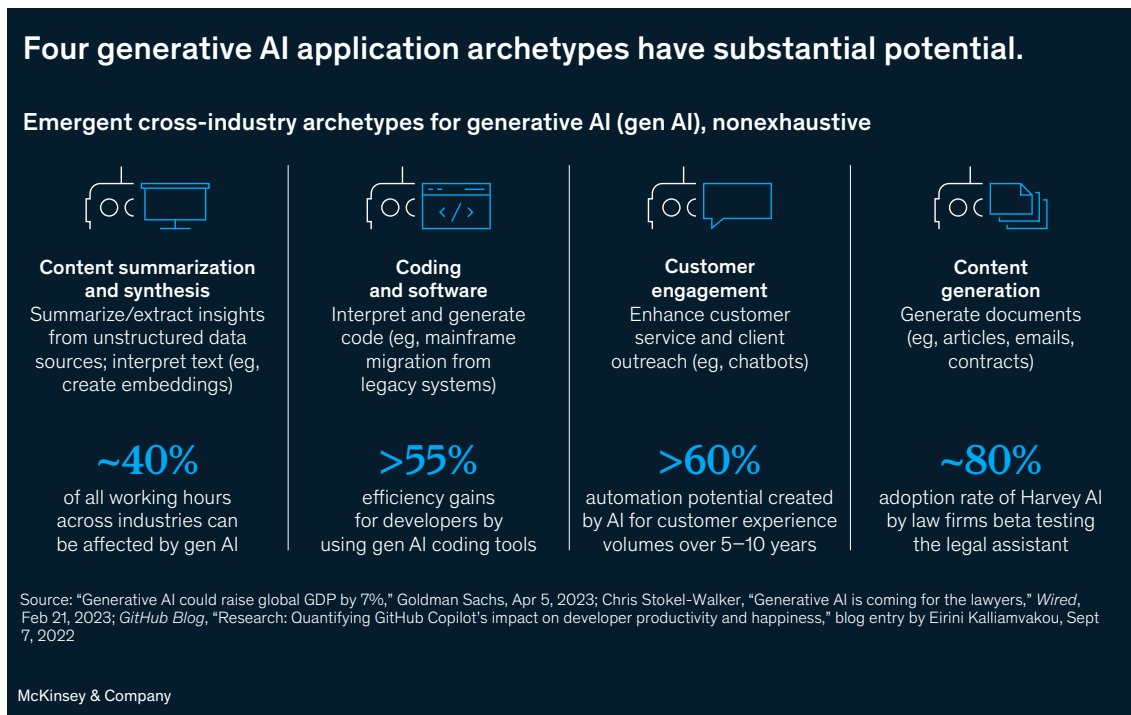 Four generative AI application archetypes have substantial potential.
Emergent cross-industry archetypes for generative AI (gen AI), nonexhaustive
</>
Content summarization
and synthesis
Summarize/extract insights
from unstructured data
sources; interpret text (eg,
create embeddings)
~40%
of all working hours
across industries can
be affected by gen AI
Coding
and software
Interpret and generate
code (eg, mainframe
migration from
legacy systems)
>55%
efficiency gains
for developers by
using gen AI coding tools
Customer
engagement
Enhance customer
service and client
outreach (eg, chatbots)
>60%
automation potential created
by AI for customer experience
volumes over 5–10 years
Content
generation
Generate documents
(eg, articles, emails,
contracts)
~80%
adoption rate of Harvey AI
by law firms beta testing
the legal assistant
Source: “Generative AI could raise global GDP by 7%,” Goldman Sachs, Apr 5, 2023; Chris Stokel-Walker, “Generative AI is coming for the lawyers,” Wired,
Feb 21, 2023; GitHub Blog, “Research: Quantifying GitHub Copilot’s impact on developer productivity and happiness,” blog entry by Eirini Kalliamvakou, Sept
7, 2022
McKinsey & Company